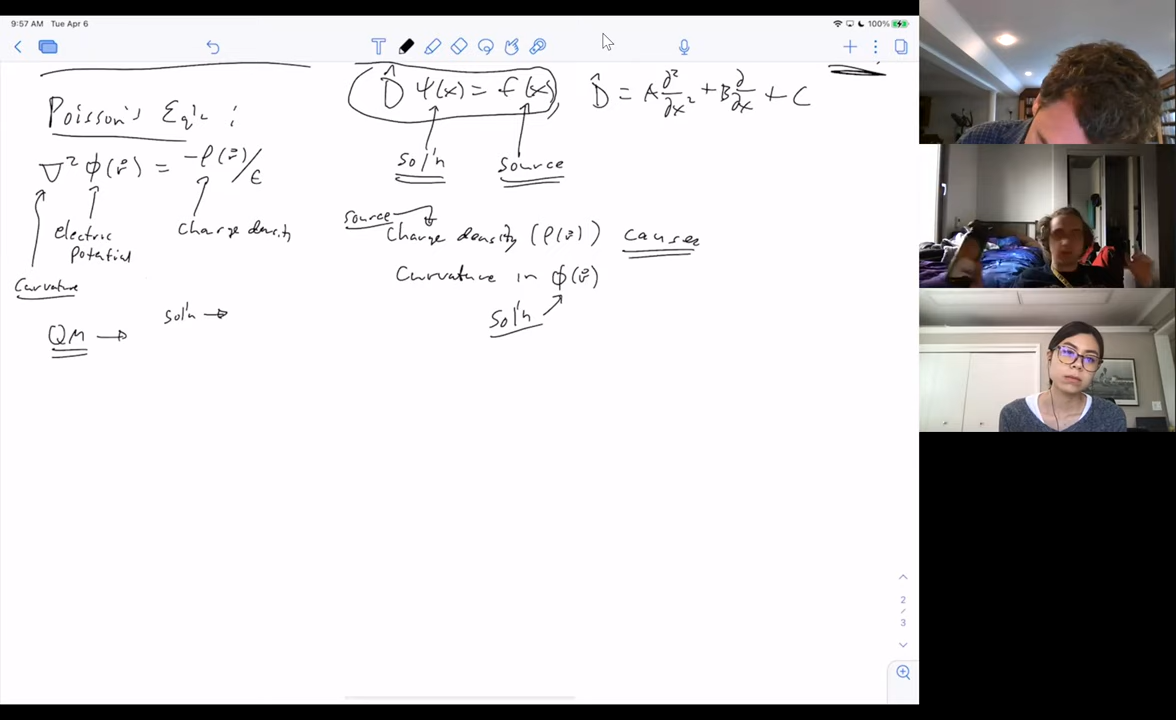 9:57 AM Tue Apr 6
100%
D̂ ψ(x) = f(x), D̂ = A ∂²/∂x² + B ∂/∂x + C
sol'n source
Poisson's Eq'n :
∇² φ(r⃗) = -ρ(r⃗)/ε
electric potential
charge density
Curvature
source
Charge density (ρ(r⃗)) causes
Curvature in φ(r⃗)
sol'n
QM → sol'n →
2
/
3